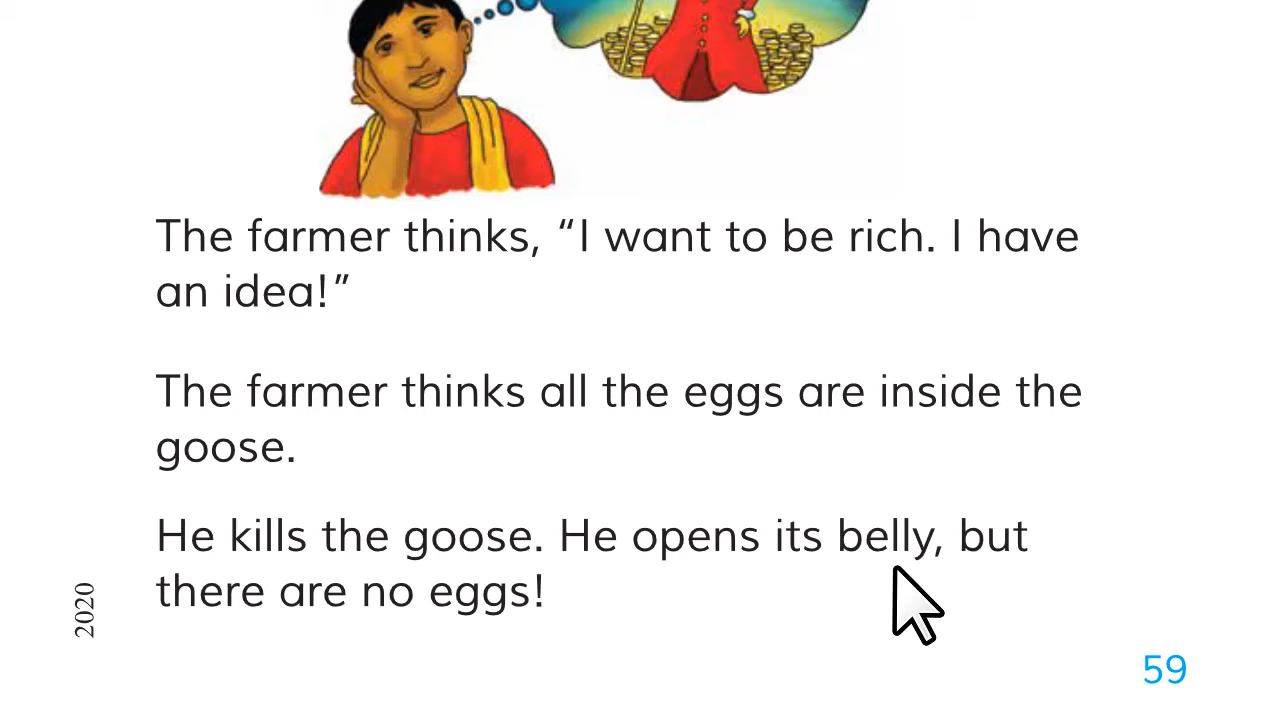 The farmer thinks, “I want to be rich. I have
an idea!”
The farmer thinks all the eggs are inside the
goose.
He kills the goose. He opens its belly, but
there are no eggs!
2020
59